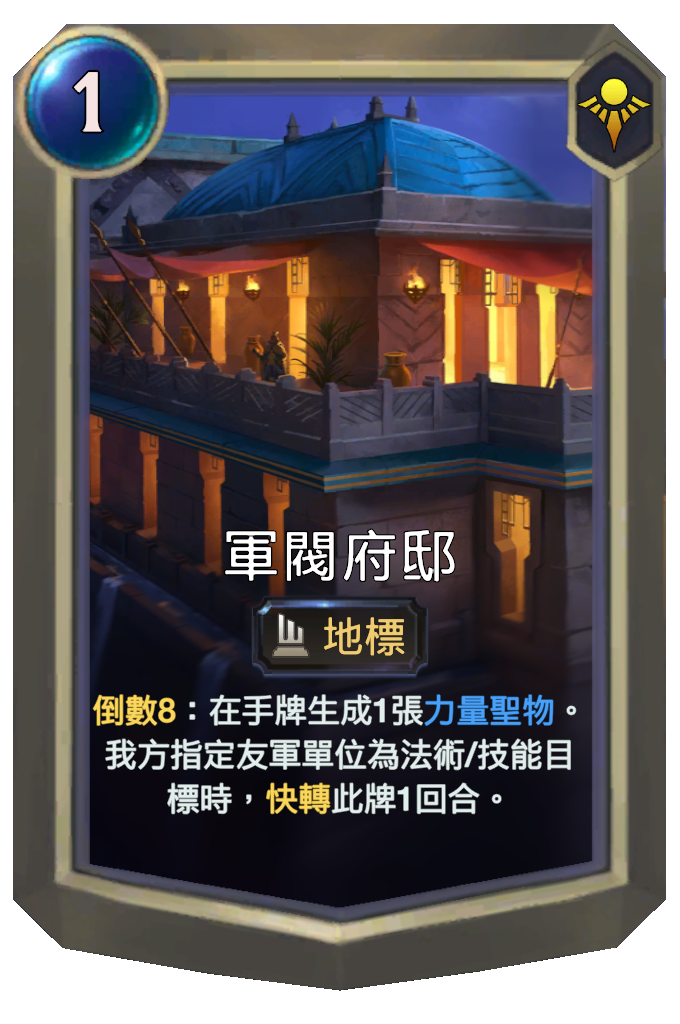 1
軍閥府邸
地標
倒數8：在手牌生成1張力量聖物。
我方指定友軍單位為法術/技能目
標時，快轉此牌1回合。